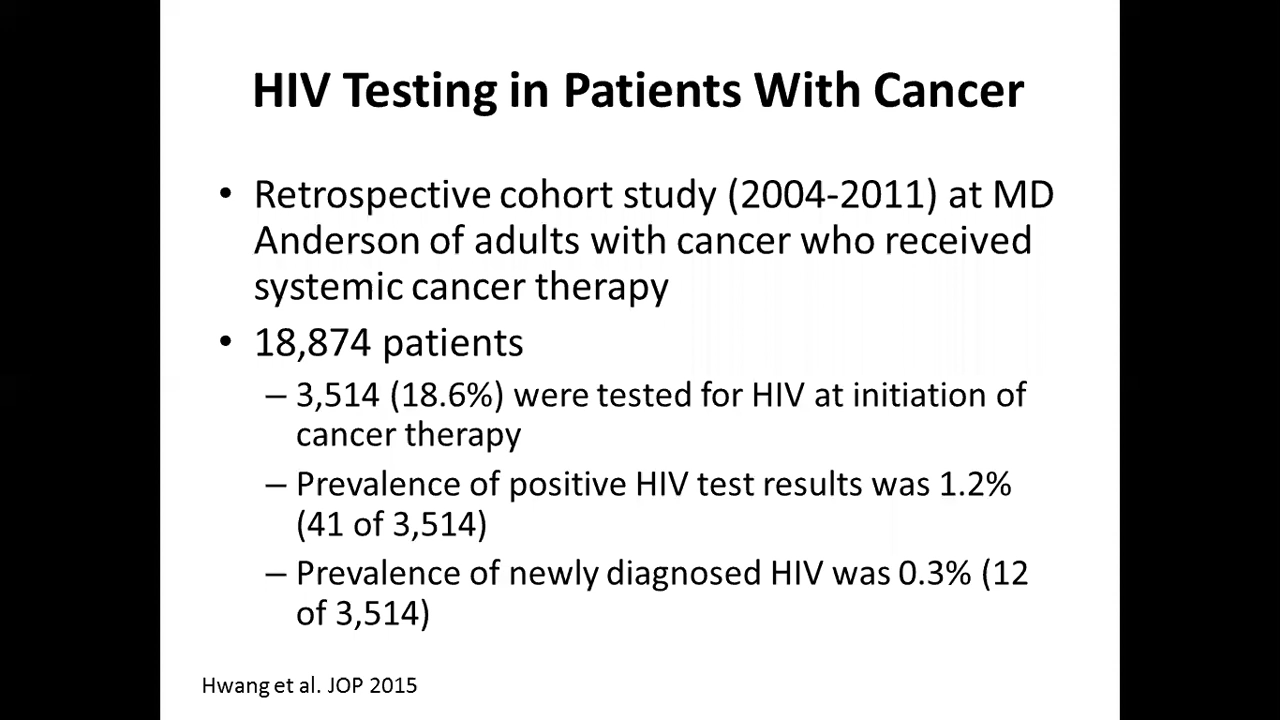 HIV Testing in Patients With Cancer
• Retrospective cohort study (2004-2011) at MD
Anderson of adults with cancer who received
systemic cancer therapy
• 18,874 patients
– 3,514 (18.6%) were tested for HIV at initiation of
cancer therapy
– Prevalence of positive HIV test results was 1.2%
(41 of 3,514)
– Prevalence of newly diagnosed HIV was 0.3% (12
of 3,514)
Hwang et al. JOP 2015